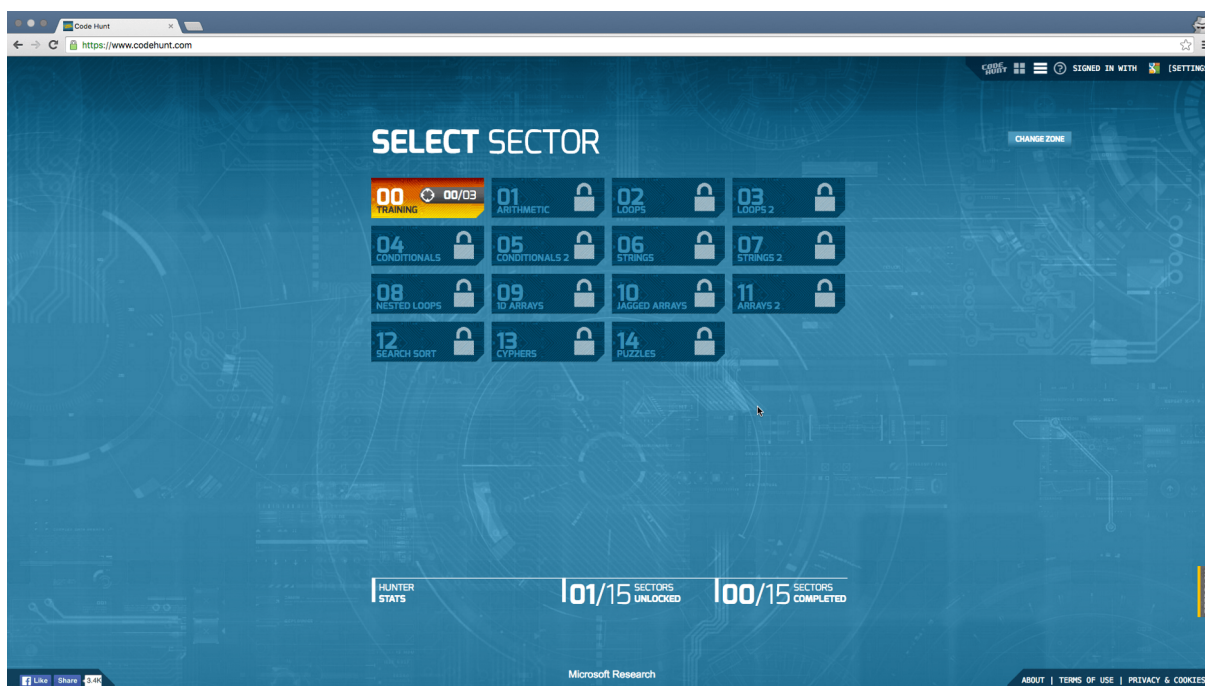 Code Hunt
https://www.codehunt.com
CODE HUNT ? SIGNED IN WITH [SETTINGS
SELECT SECTOR
CHANGE ZONE
00 TRAINING 00/03
01 ARITHMETIC
02 LOOPS
03 LOOPS 2
04 CONDITIONALS
05 CONDITIONALS 2
06 STRINGS
07 STRINGS 2
08 NESTED LOOPS
09 1D ARRAYS
10 JAGGED ARRAYS
11 ARRAYS 2
12 SEARCH SORT
13 CYPHERS
14 PUZZLES
HUNTER STATS
01/15 SECTORS UNLOCKED
00/15 SECTORS COMPLETED
Like Share 3.4K
Microsoft Research
ABOUT | TERMS OF USE | PRIVACY & COOKIES